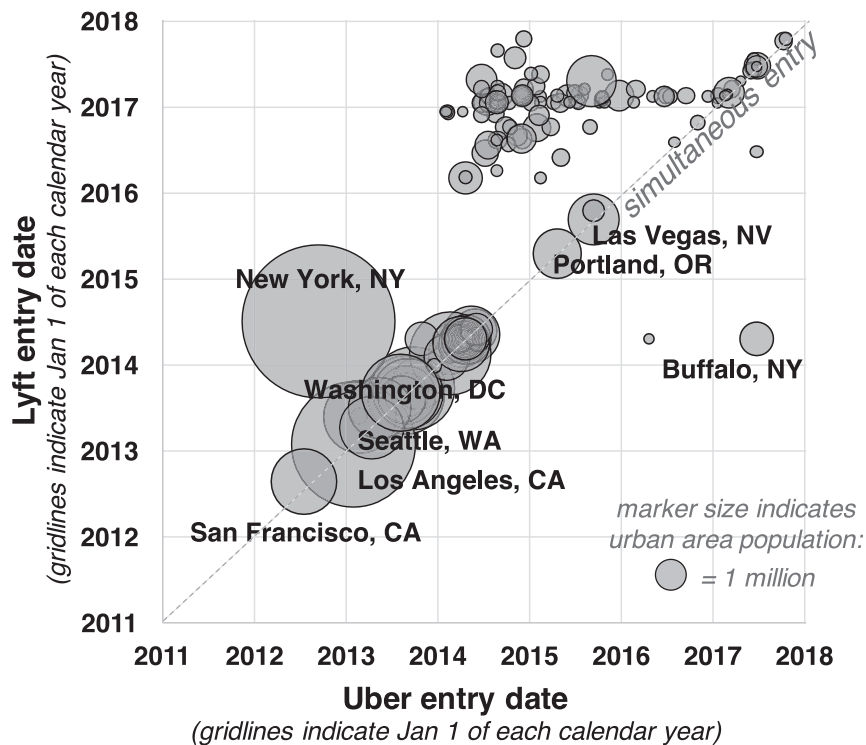 2018
2017
2016
2015
2014
2013
2012
2011
Lyft entry date
(gridlines indicate Jan 1 of each calendar year)
simultaneous entry
Las Vegas, NV
Portland, OR
New York, NY
Buffalo, NY
Washington, DC
Seattle, WA
Los Angeles, CA
San Francisco, CA
marker size indicates
urban area population:
= 1 million
2011 2012 2013 2014 2015 2016 2017 2018
Uber entry date
(gridlines indicate Jan 1 of each calendar year)